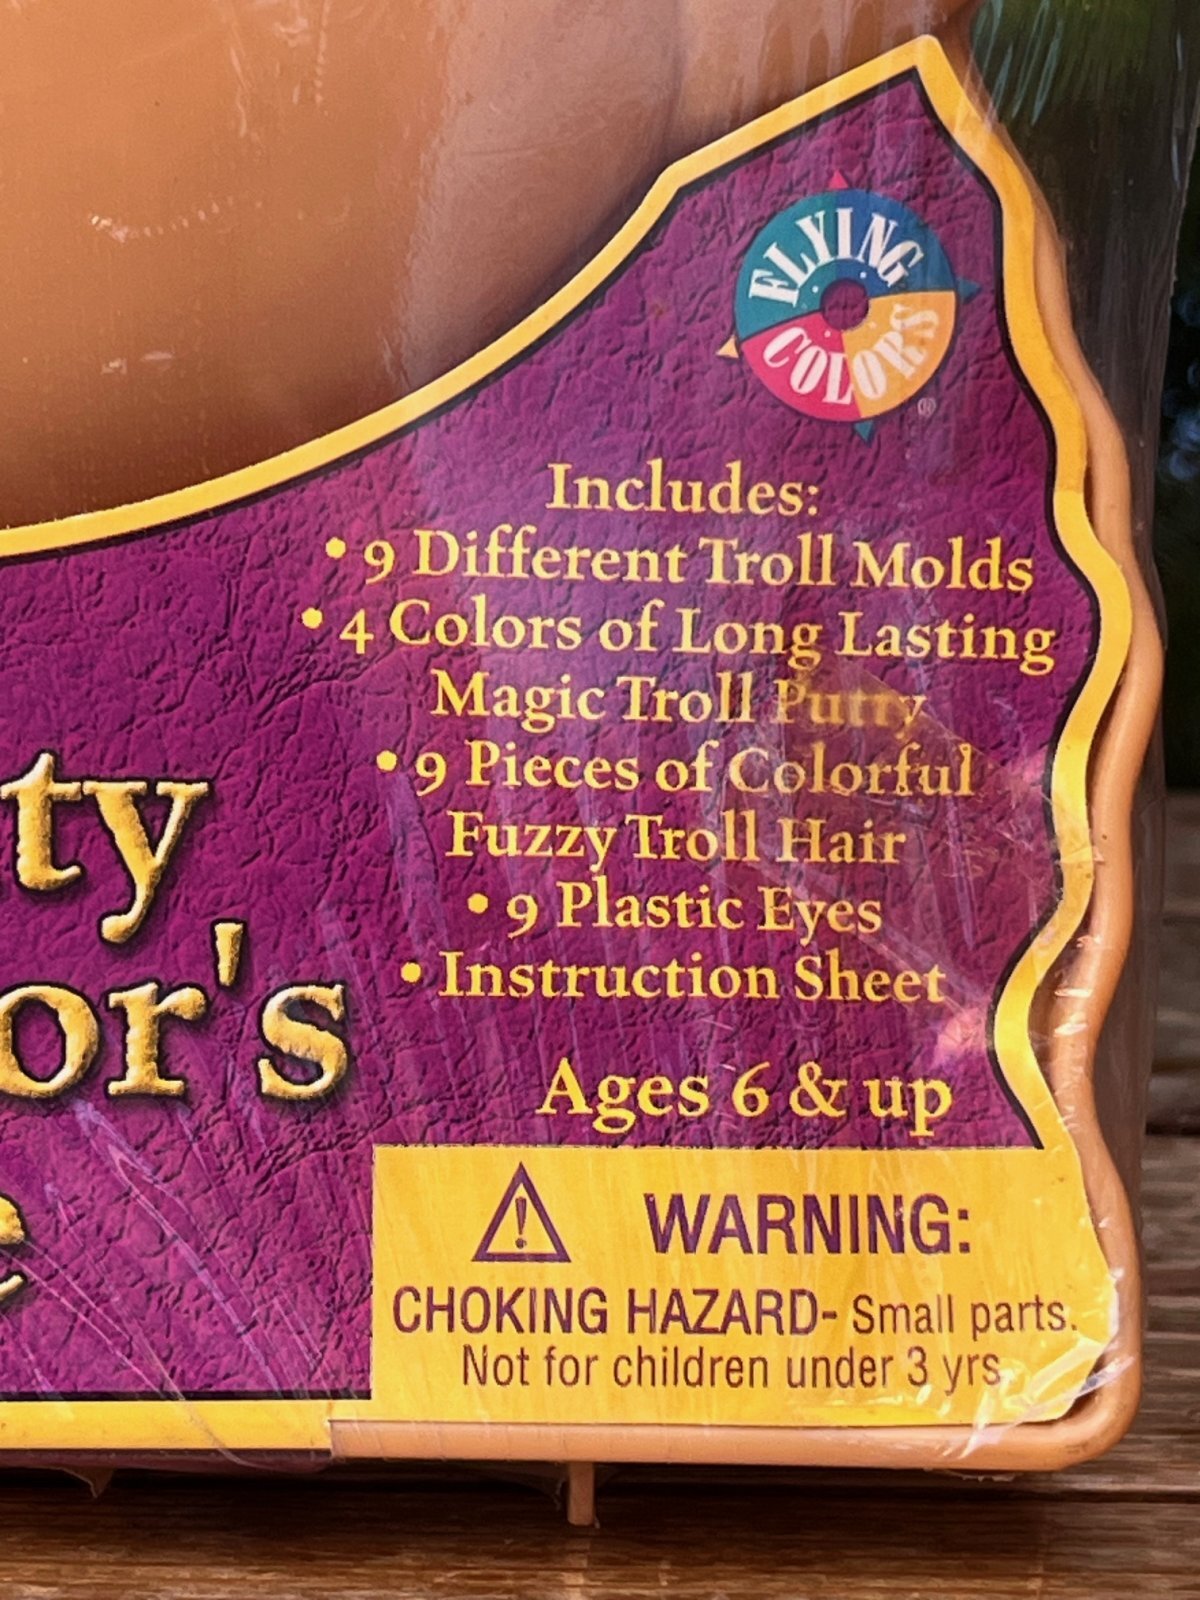 FLYING
COLORS
®
Includes:
• 9 Different Troll Molds
• 4 Colors of Long Lasting
Magic Troll Putty
• 9 Pieces of Colorful
Fuzzy Troll Hair
• 9 Plastic Eyes
• Instruction Sheet
Ages 6 & up
ty
or's
e
! WARNING:
CHOKING HAZARD- Small parts.
Not for children under 3 yrs